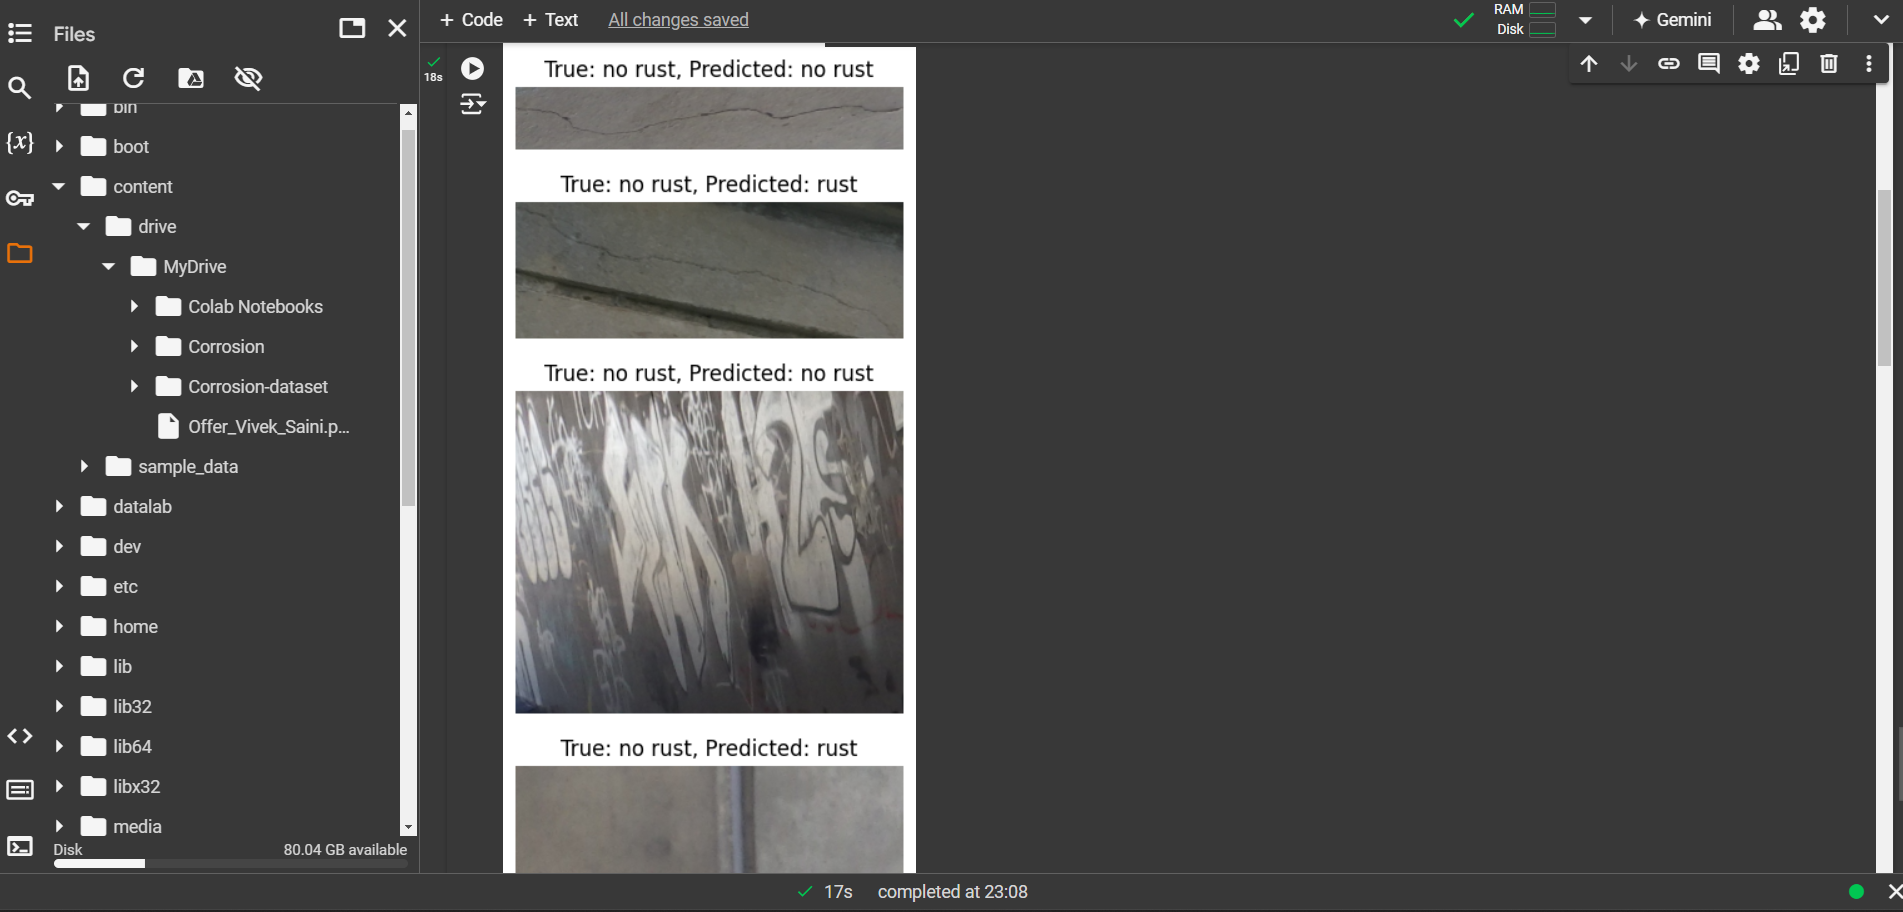 Files
+ Code + Text All changes saved
RAM
Disk
Gemini
bin
boot
content
drive
MyDrive
Colab Notebooks
Corrosion
Corrosion-dataset
Offer_Vivek_Saini.p...
sample_data
datalab
dev
etc
home
lib
lib32
lib64
libx32
media
Disk 80.04 GB available
{x}
18s
True: no rust, Predicted: no rust
True: no rust, Predicted: rust
True: no rust, Predicted: no rust
True: no rust, Predicted: rust
17s completed at 23:08